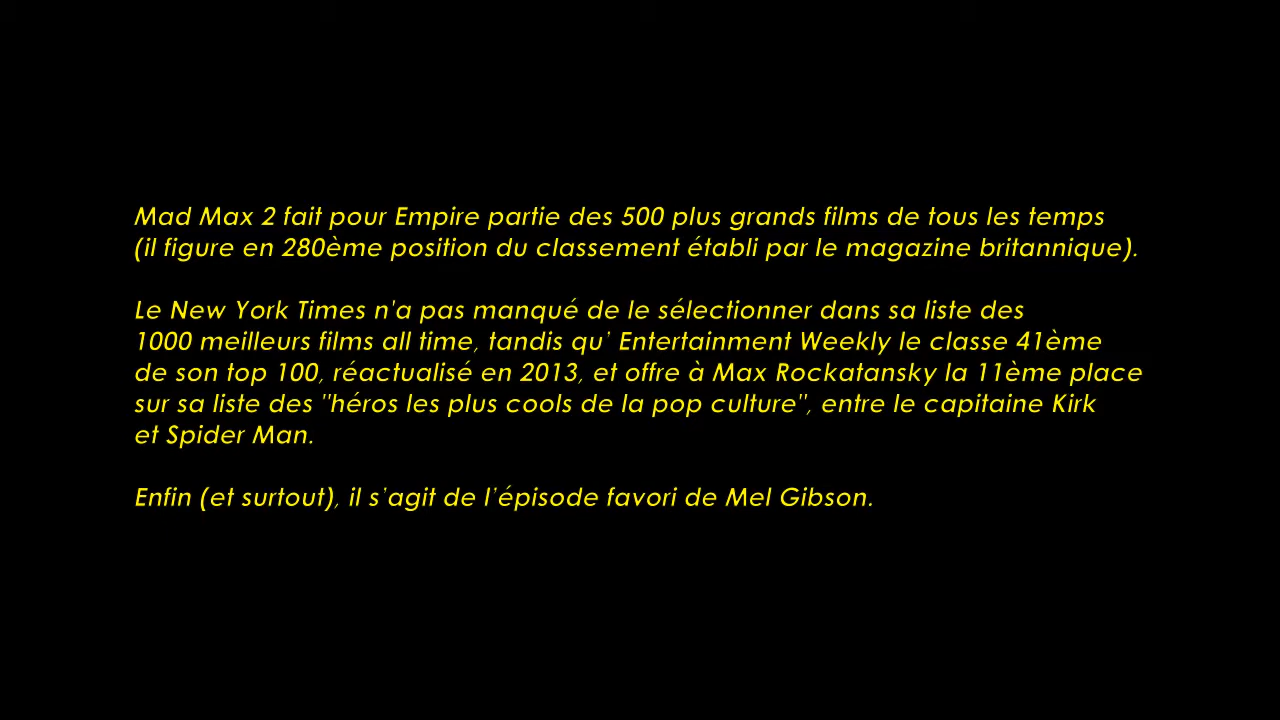 Mad Max 2 fait pour Empire partie des 500 plus grands films de tous les temps
(il figure en 280ème position du classement établi par le magazine britannique).
Le New York Times n'a pas manqué de le sélectionner dans sa liste des
1000 meilleurs films all time, tandis qu’ Entertainment Weekly le classe 41ème
de son top 100, réactualisé en 2013, et offre à Max Rockatansky la 11ème place
sur sa liste des "héros les plus cools de la pop culture", entre le capitaine Kirk
et Spider Man.
Enfin (et surtout), il s’agit de l’épisode favori de Mel Gibson.